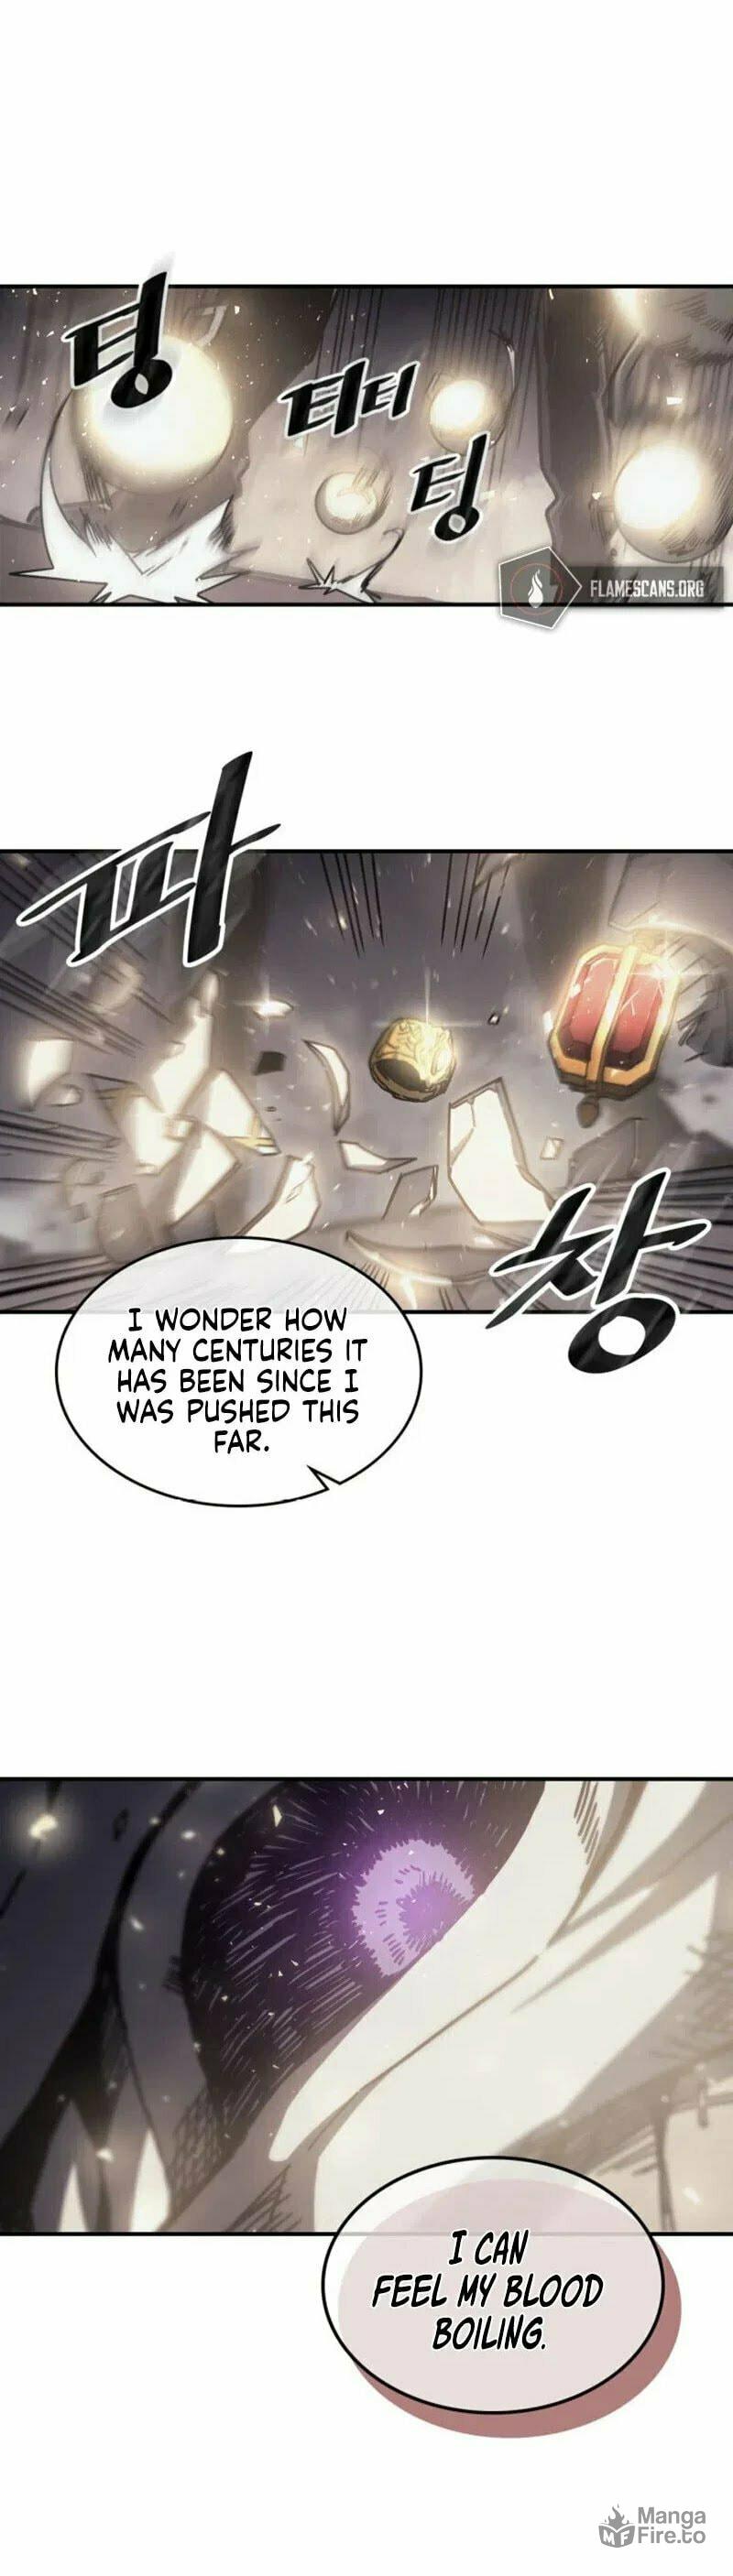 텅
터터
텅
FLAMESCANS.ORG
파
창
I WONDER HOW
MANY CENTURIES IT
HAS BEEN SINCE I
WAS PUSHED THIS
FAR.
I CAN
FEEL MY BLOOD
BOILING.
Manga
Fire.to